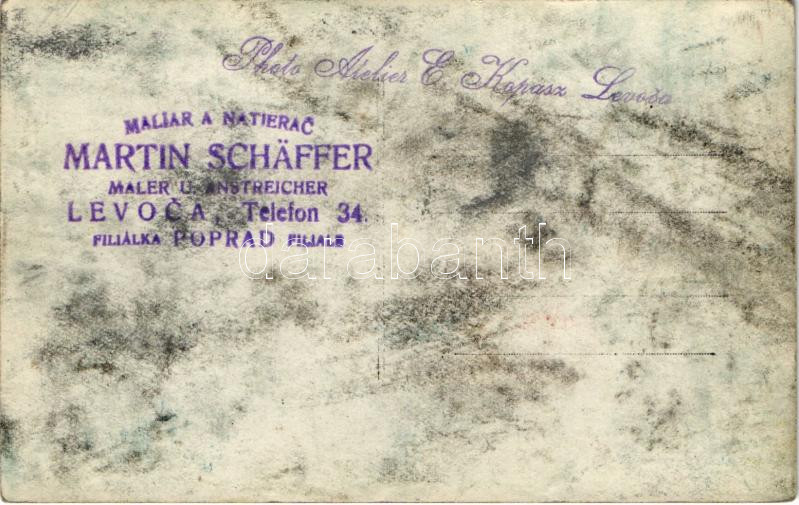 Photo Atelier E. Kopasz Levoča
MALIAR A NATIERAČ
MARTIN SCHÄFFER
MALER U. ANSTREICHER
LEVOČA, Telefon 34.
FILIÁLKA POPRAD FILIALE
darabanth